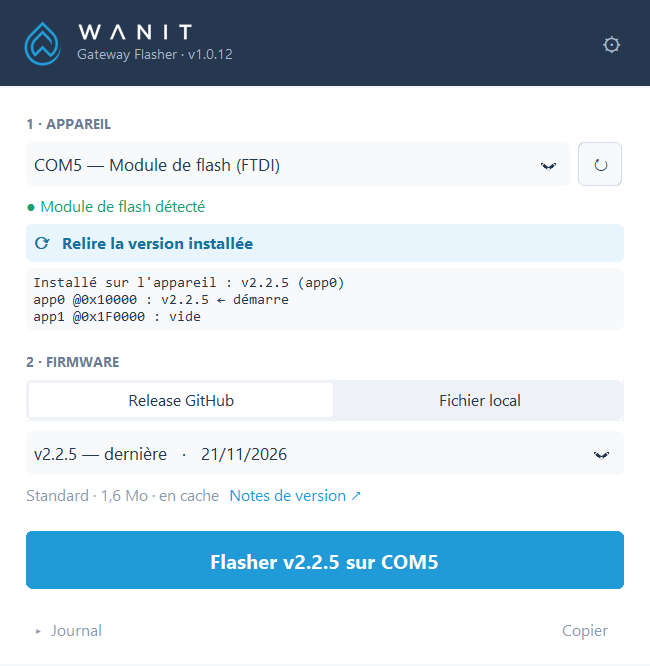 WANIT
Gateway Flasher · v1.0.12
1 · APPAREIL
COM5 — Module de flash (FTDI)
● Module de flash détecté
Relire la version installée
Installé sur l'appareil : v2.2.5 (app0)
app0 @0x10000 : v2.2.5 ← démarre
app1 @0x1F0000 : vide
2 · FIRMWARE
Release GitHub
Fichier local
v2.2.5 — dernière · 21/11/2026
Standard · 1,6 Mo · en cache Notes de version ↗
Flasher v2.2.5 sur COM5
▸ Journal
Copier